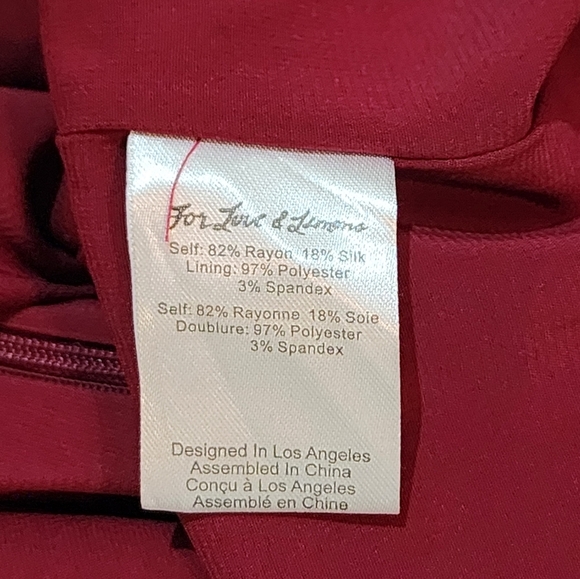 For Love & Lemons
Self: 82% Rayon 18% Silk
Lining: 97% Polyester
3% Spandex
Self: 82% Rayonne 18% Soie
Doublure: 97% Polyester
3% Spandex
Designed In Los Angeles
Assembled In China
Conçu à Los Angeles
Assemblé en Chine